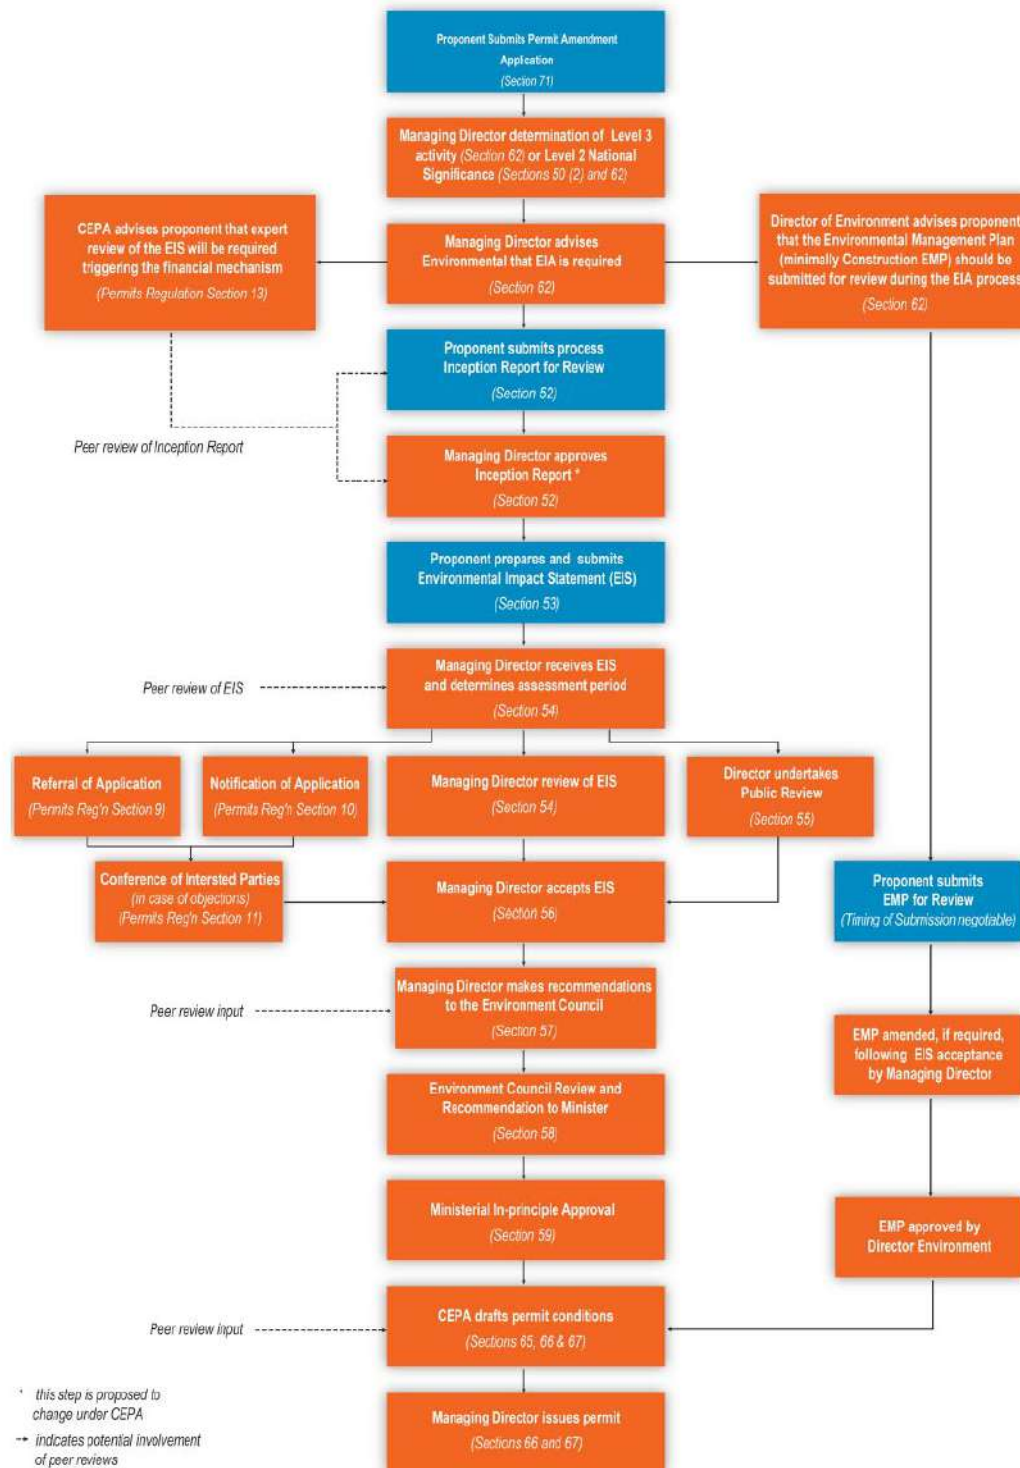 Proponent Submits Permit Amendment
Application
(Section 71)
Managing Director determination of Level 3
activity (Section 62) or Level 2 National
Significance (Sections 50 (2) and 62)
CEPA advises proponent that expert
review of the EIS will be required
triggering the financial mechanism
(Permits Regulation Section 13)
Managing Director advises
Environmental that EIA is required
(Section 62)
Director of Environment advises proponent
that the Environmental Management Plan
(minimally Construction EMP) should be
submitted for review during the EIA process
(Section 62)
Proponent submits process
Inception Report for Review
(Section 52)
Peer review of Inception Report
Managing Director approves
Inception Report *
(Section 52)
Proponent prepares and submits
Environmental Impact Statement (EIS)
(Section 53)
Peer review of EIS
Managing Director receives EIS
and determines assessment period
(Section 54)
Referral of Application
(Permits Reg'n Section 9)
Notification of Application
(Permits Reg'n Section 10)
Managing Director review of EIS
(Section 54)
Director undertakes
Public Review
(Section 55)
Conference of Intersted Parties
(in case of objections)
(Permits Reg'n Section 11)
Managing Director accepts EIS
(Section 56)
Proponent submits
EMP for Review
(Timing of Submission negotiable)
Peer review input
Managing Director makes recommendations
to the Environment Council
(Section 57)
EMP amended, if required,
following EIS acceptance
by Managing Director
Environment Council Review and
Recommendation to Minister
(Section 58)
Ministerial In-principle Approval
(Section 59)
EMP approved by
Director Environment
Peer review input
CEPA drafts permit conditions
(Sections 65, 66 & 67)
Managing Director issues permit
(Sections 66 and 67)
* this step is proposed to
change under CEPA
indicates potential involvement
of peer reviews